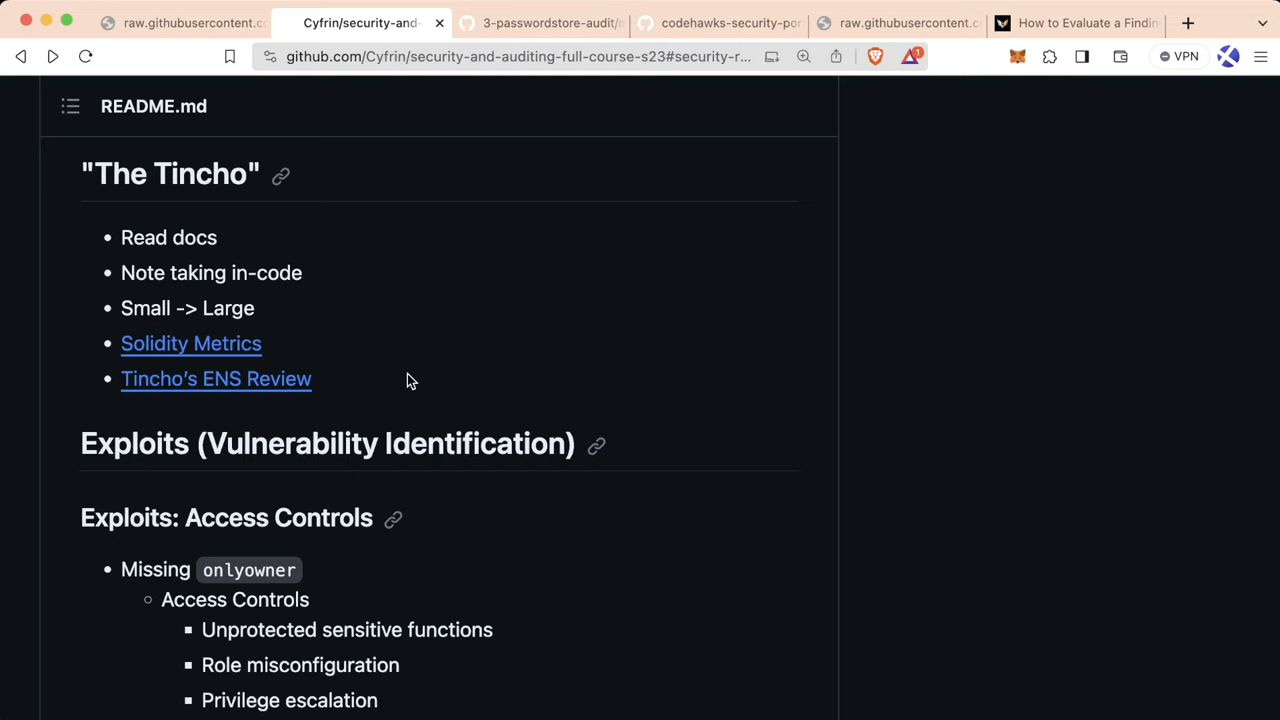 raw.githubusercontent.c
Cyfrin/security-and-
3-passwordstore-audit/r
codehawks-security-por
raw.githubusercontent.c
How to Evaluate a Finding
github.com/Cyfrin/security-and-auditing-full-course-s23#security-r...
1
VPN
README.md
"The Tincho"
• Read docs
• Note taking in-code
• Small -> Large
• Solidity Metrics
• Tincho's ENS Review
Exploits (Vulnerability Identification)
Exploits: Access Controls
• Missing onlyowner
◦ Access Controls
▪ Unprotected sensitive functions
▪ Role misconfiguration
▪ Privilege escalation